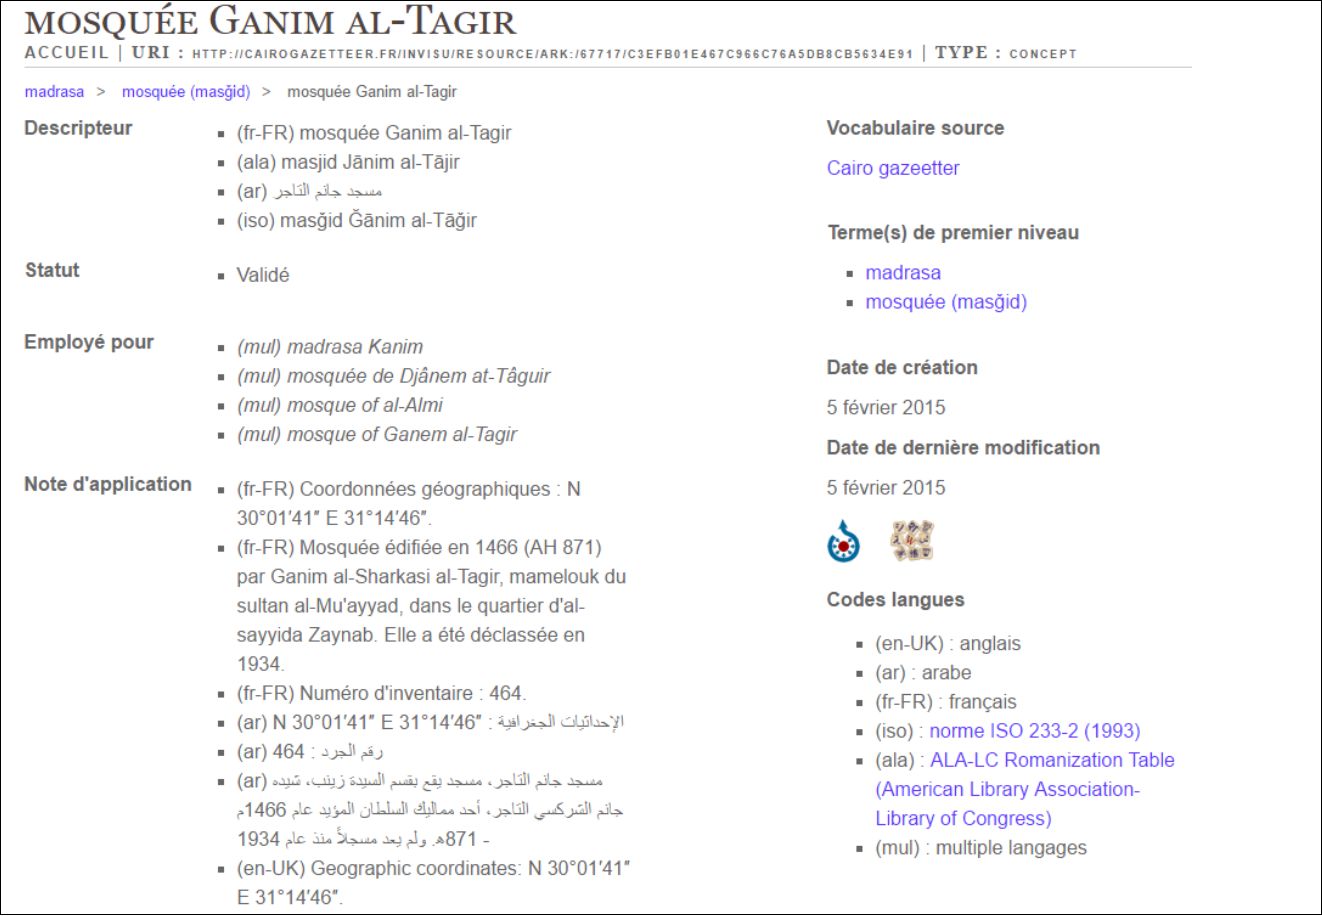 MOSQUÉE GANIM AL-TAGIR
ACCUEIL | URI : HTTP://CAIROGAZETTEER.FR/INVISU/RESOURCE/ARK:/67717/C3EFB01E467C966C76A5DB8CB5634E91 | TYPE : CONCEPT
madrasa > mosquée (masǧid) > mosquée Ganim al-Tagir
Descripteur
(fr-FR) mosquée Ganim al-Tagir
(ala) masjid Jānim al-Tājir
(ar) مسجد جانم التاجر
(iso) masǧid Ǧānim al-Tāǧir
Statut
Validé
Employé pour
(mul) madrasa Kanim
(mul) mosquée de Djânem at-Tâguir
(mul) mosque of al-Almi
(mul) mosque of Ganem al-Tagir
Note d'application
(fr-FR) Coordonnées géographiques : N
30°01′41″ E 31°14′46″.
(fr-FR) Mosquée édifiée en 1466 (AH 871)
par Ganim al-Sharkasi al-Tagir, mamelouk du
sultan al-Mu'ayyad, dans le quartier d'al-
sayyida Zaynab. Elle a été déclassée en
1934.
(fr-FR) Numéro d'inventaire : 464.
(ar) N 30°01′41″ E 31°14′46″ : الإحداثيات الجغرافية
(ar) 464 : رقم الجرد
(ar) مسجد جانم التاجر، مسجد يقع بقسم السيدة زينب، شيده
جانم الشركسي التاجر، أحد مماليك السلطان المؤيد عام 1466م
- 871ه. ولم يعد مسجلاً منذ عام 1934
(en-UK) Geographic coordinates: N 30°01′41″
E 31°14′46″.
Vocabulaire source
Cairo gazeetter
Terme(s) de premier niveau
madrasa
mosquée (masǧid)
Date de création
5 février 2015
Date de dernière modification
5 février 2015
Codes langues
(en-UK) : anglais
(ar) : arabe
(fr-FR) : français
(iso) : norme ISO 233-2 (1993)
(ala) : ALA-LC Romanization Table
(American Library Association-
Library of Congress)
(mul) : multiple langages